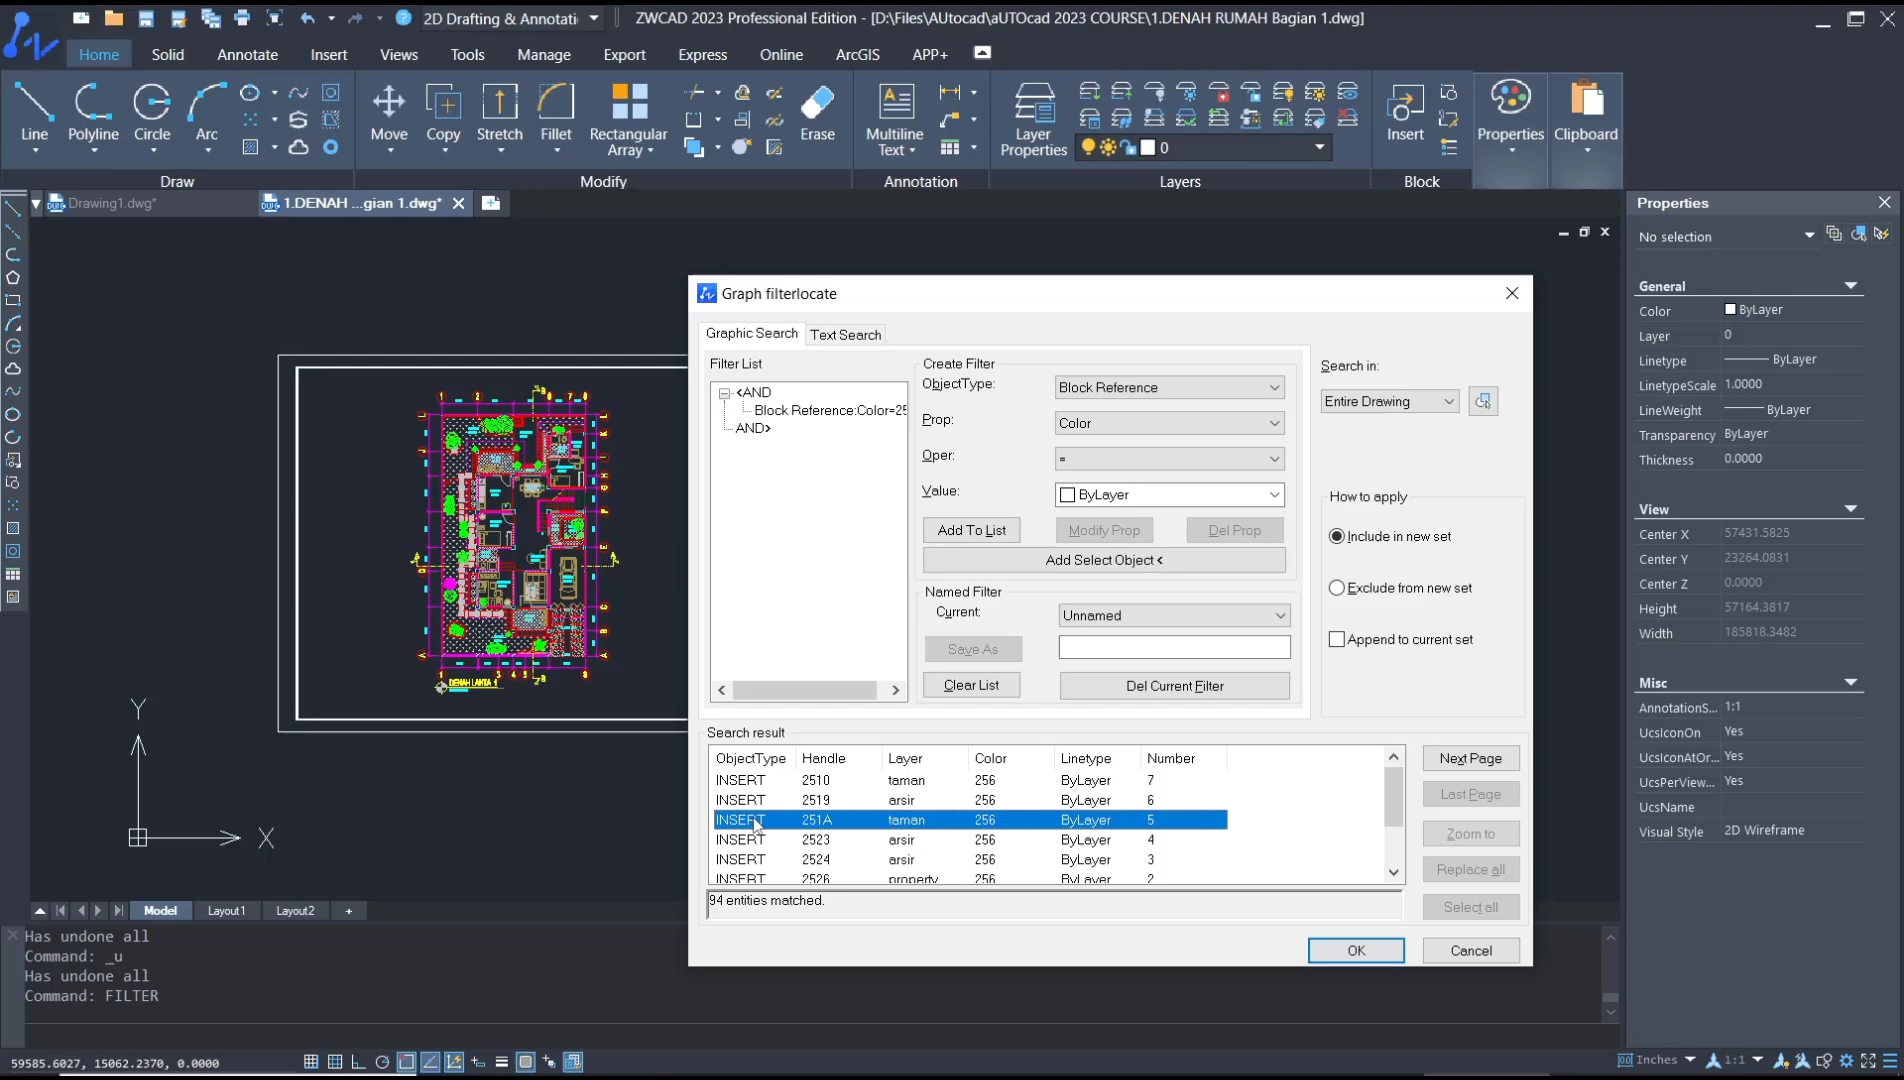 2D Drafting & Annotati
ZWCAD 2023 Professional Edition - [D:\Files\AUtocad\aUTOcad 2023 COURSE\1.DENAH RUMAH Bagian 1.dwg]
Home Solid Annotate Insert Views Tools Manage Export Express Online ArcGIS APP+
Line Polyline Circle Arc Move Copy Stretch Fillet Rectangular Array Erase Multiline Text Layer Properties 0 Insert Properties Clipboard
Draw Modify Annotation Layers Block
Drawing1.dwg* 1.DENAH ...gian 1.dwg*
Properties
No selection
General
Color ByLayer
Layer 0
Linetype ByLayer
LinetypeScale 1.0000
LineWeight ByLayer
Transparency ByLayer
Thickness 0.0000
View
Center X 57431.5825
Center Y 23264.0831
Center Z 0.0000
Height 57164.3817
Width 185818.3482
Misc
AnnotationS... 1:1
UcsIconOn Yes
UcsIconAtOr... Yes
UcsPerView... Yes
UcsName
Visual Style 2D Wireframe
Graph filterlocate
Graphic Search Text Search
Filter List
<AND
Block Reference:Color=25
AND>
Create Filter
ObjectType: Block Reference
Prop: Color
Oper: =
Value: ByLayer
Add To List Modify Prop Del Prop
Add Select Object <
Named Filter
Current: Unnamed
Save As
Clear List Del Current Filter
Search in:
Entire Drawing
How to apply
Include in new set
Exclude from new set
Append to current set
Search result
ObjectType Handle Layer Color Linetype Number
INSERT 2510 taman 256 ByLayer 7
INSERT 2519 arsir 256 ByLayer 6
INSERT 251A taman 256 ByLayer 5
INSERT 2523 arsir 256 ByLayer 4
INSERT 2524 arsir 256 ByLayer 3
INSERT 2526 property 256 ByLayer 2
94 entities matched.
Next Page
Last Page
Zoom to
Replace all
Select all
OK Cancel
Y
X
Model Layout1 Layout2 +
Has undone all
Command: _u
Has undone all
Command: FILTER
59585.6027, 15062.2370, 0.0000
Inches 1:1